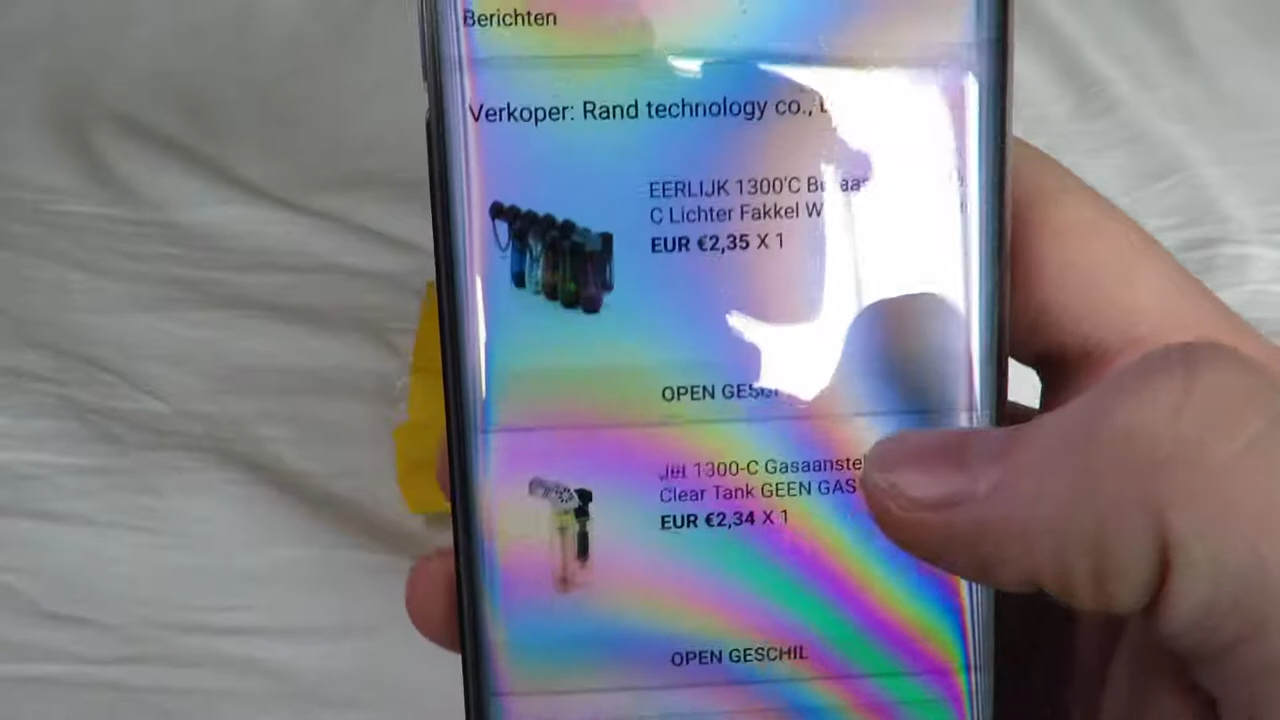 Berichten
Verkoper: Rand technology co.,
EERLIJK 1300'C
C Lichter Fakkel
EUR €2,35 X 1
OPEN
Jet 1300-C
Clear Tank GEEN GAS
EUR €2,34 X 1
OPEN GESCHIL